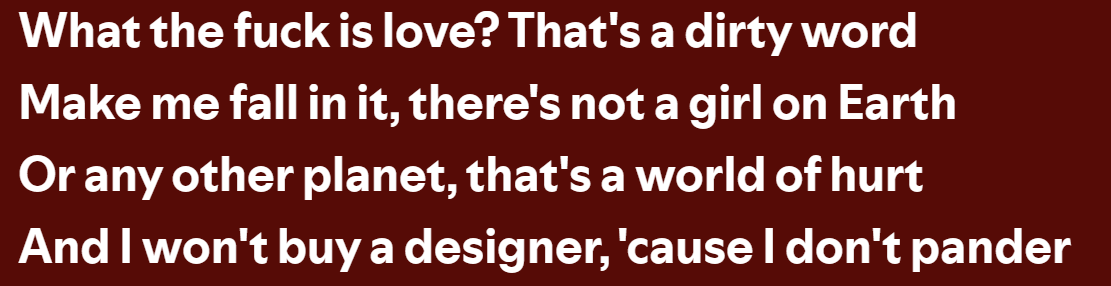 What the fuck is love? That's a dirty word
Make me fall in it, there's not a girl on Earth
Or any other planet, that's a world of hurt
And I won't buy a designer, 'cause I don't pander